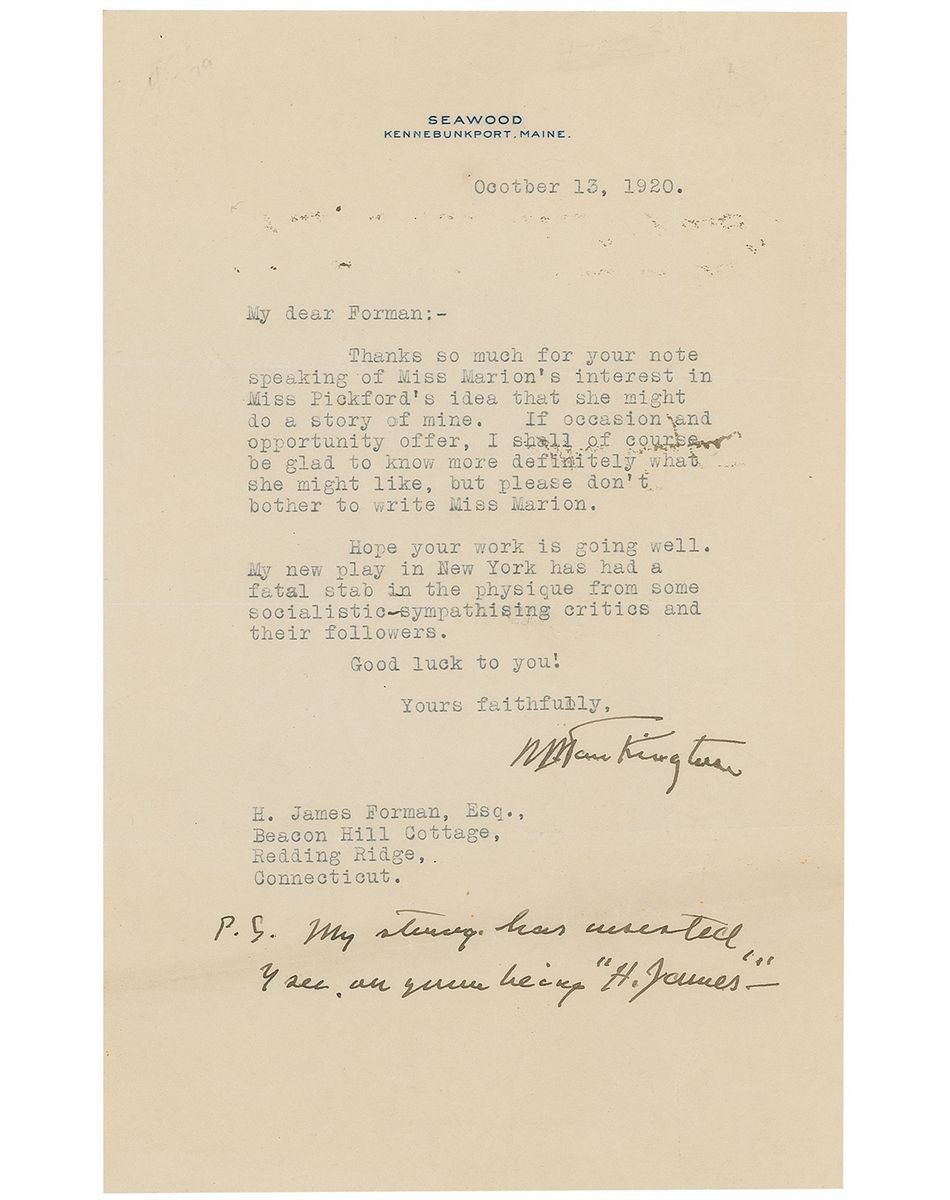 SEAWOOD
KENNEBUNKPORT, MAINE.
Ocotber 13, 1920.
My dear Forman:-
Thanks so much for your note
speaking of Miss Marion's interest in
Miss Pickford's idea that she might
do a story of mine. If occasion and
opportunity offer, I shall of course
be glad to know more definitely what
she might like, but please don't
bother to write Miss Marion.
Hope your work is going well.
My new play in New York has had a
fatal stab in the physique from some
socialistic-sympathising critics and
their followers.
Good luck to you!
Yours faithfully,
N Tarkington
H. James Forman, Esq.,
Beacon Hill Cottage,
Redding Ridge,
Connecticut.
P.S. My stenog. has insisted,
I see, on your being "H. James"—